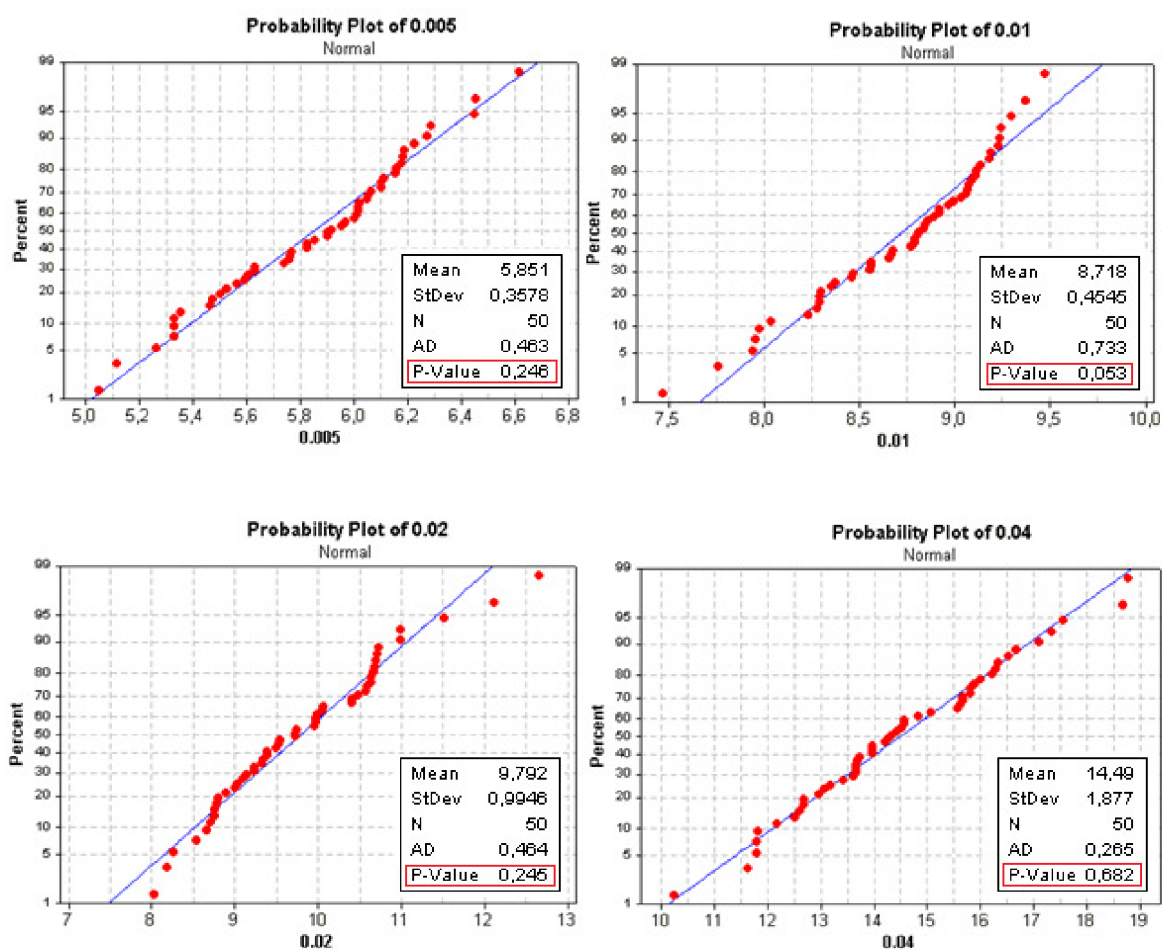 Probability Plot of 0.005
Normal
99
95
90
80
70
60
50
40
30
20
10
5
1
Percent
Mean 5,851
StDev 0,3578
N 50
AD 0,463
P-Value 0,246
5,0 5,2 5,4 5,6 5,8 6,0 6,2 6,4 6,6 6,8
0.005
Probability Plot of 0.01
Normal
99
95
90
80
70
60
50
40
30
20
10
5
1
Percent
Mean 8,718
StDev 0,4545
N 50
AD 0,733
P-Value 0,053
7,5 8,0 8,5 9,0 9,5 10,0
0.01
Probability Plot of 0.02
Normal
99
95
90
80
70
60
50
40
30
20
10
5
1
Percent
Mean 9,792
StDev 0,9946
N 50
AD 0,464
P-Value 0,245
7 8 9 10 11 12 13
0.02
Probability Plot of 0.04
Normal
99
95
90
80
70
60
50
40
30
20
10
5
1
Percent
Mean 14,49
StDev 1,877
N 50
AD 0,265
P-Value 0,682
10 11 12 13 14 15 16 17 18 19
0.04